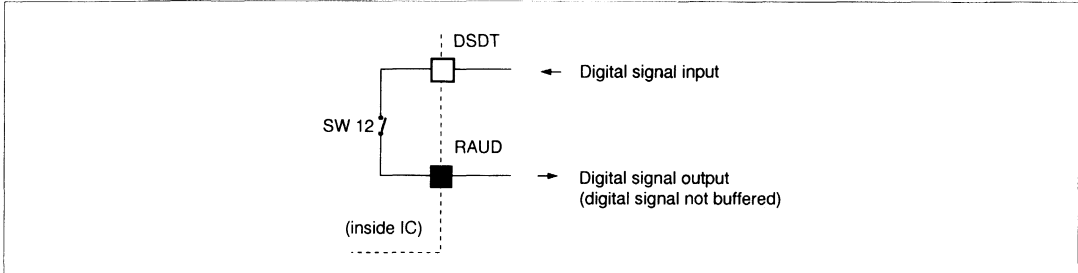 DSDT
Digital signal input
SW 12
RAUD
Digital signal output
(digital signal not buffered)
(inside IC)